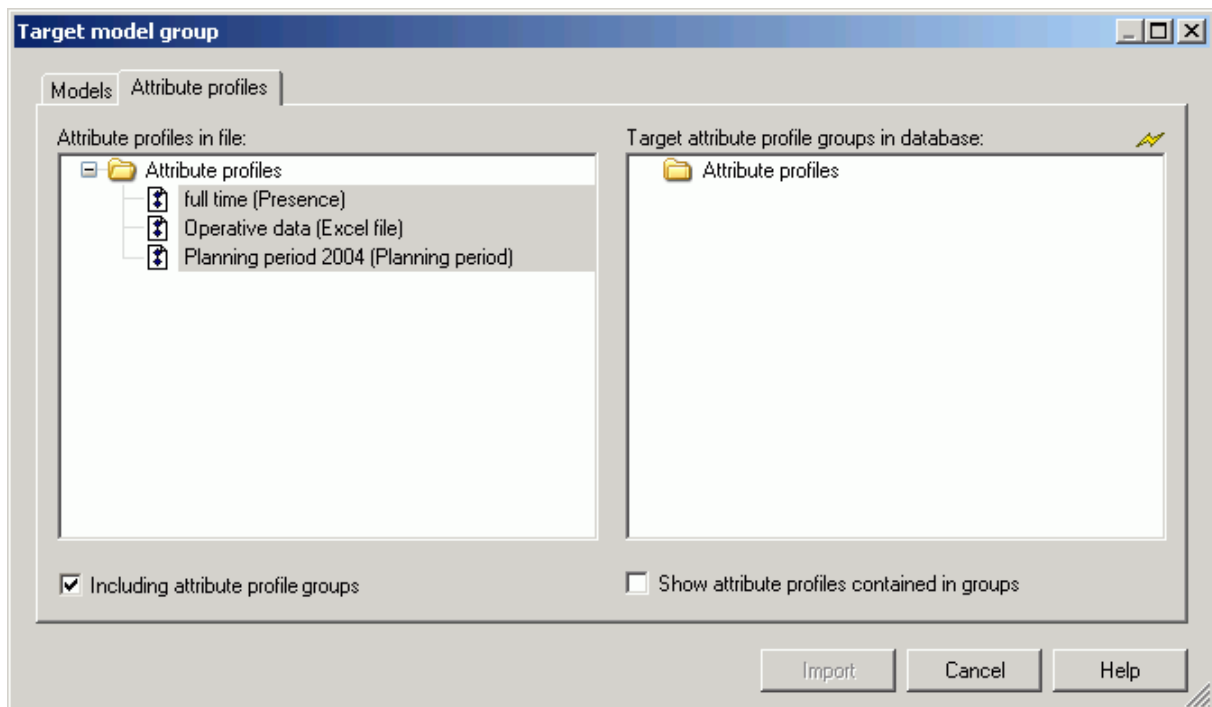 Target model group
Models
Attribute profiles
Attribute profiles in file:
Attribute profiles
full time (Presence)
Operative data (Excel file)
Planning period 2004 (Planning period)
Including attribute profile groups
Target attribute profile groups in database:
Attribute profiles
Show attribute profiles contained in groups
Import
Cancel
Help